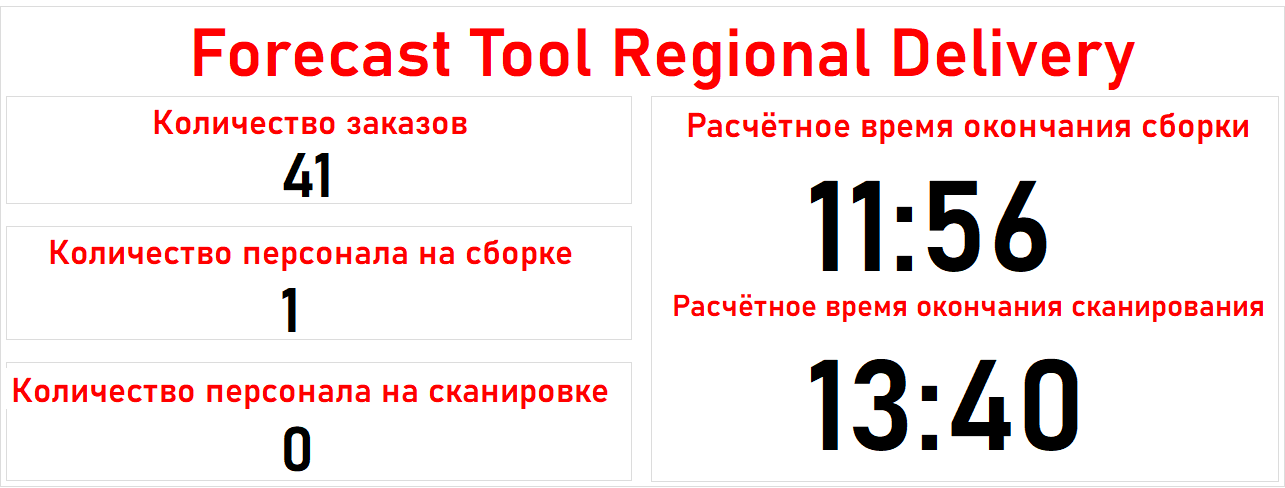 Forecast Tool Regional Delivery
Количество заказов
41
Количество персонала на сборке
1
Количество персонала на сканировке
0
Расчётное время окончания сборки
11:56
Расчётное время окончания сканирования
13:40